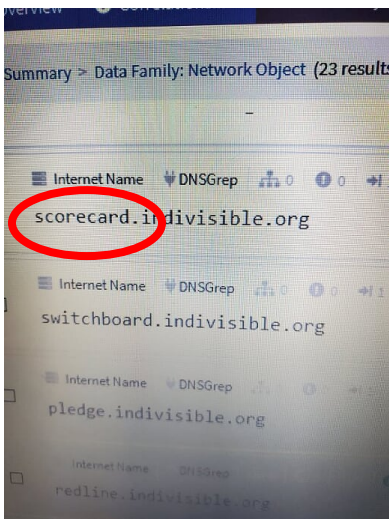 Overview
Summary > Data Family: Network Object (23 results
Internet Name DNSGrep 0 0
scorecard.indivisible.org
Internet Name DNSGrep 0 0 1
switchboard.indivisible.org
Internet Name DNSGrep
pledge.indivisible.org
Internet Name DNSGrep
redline.indivisible.org